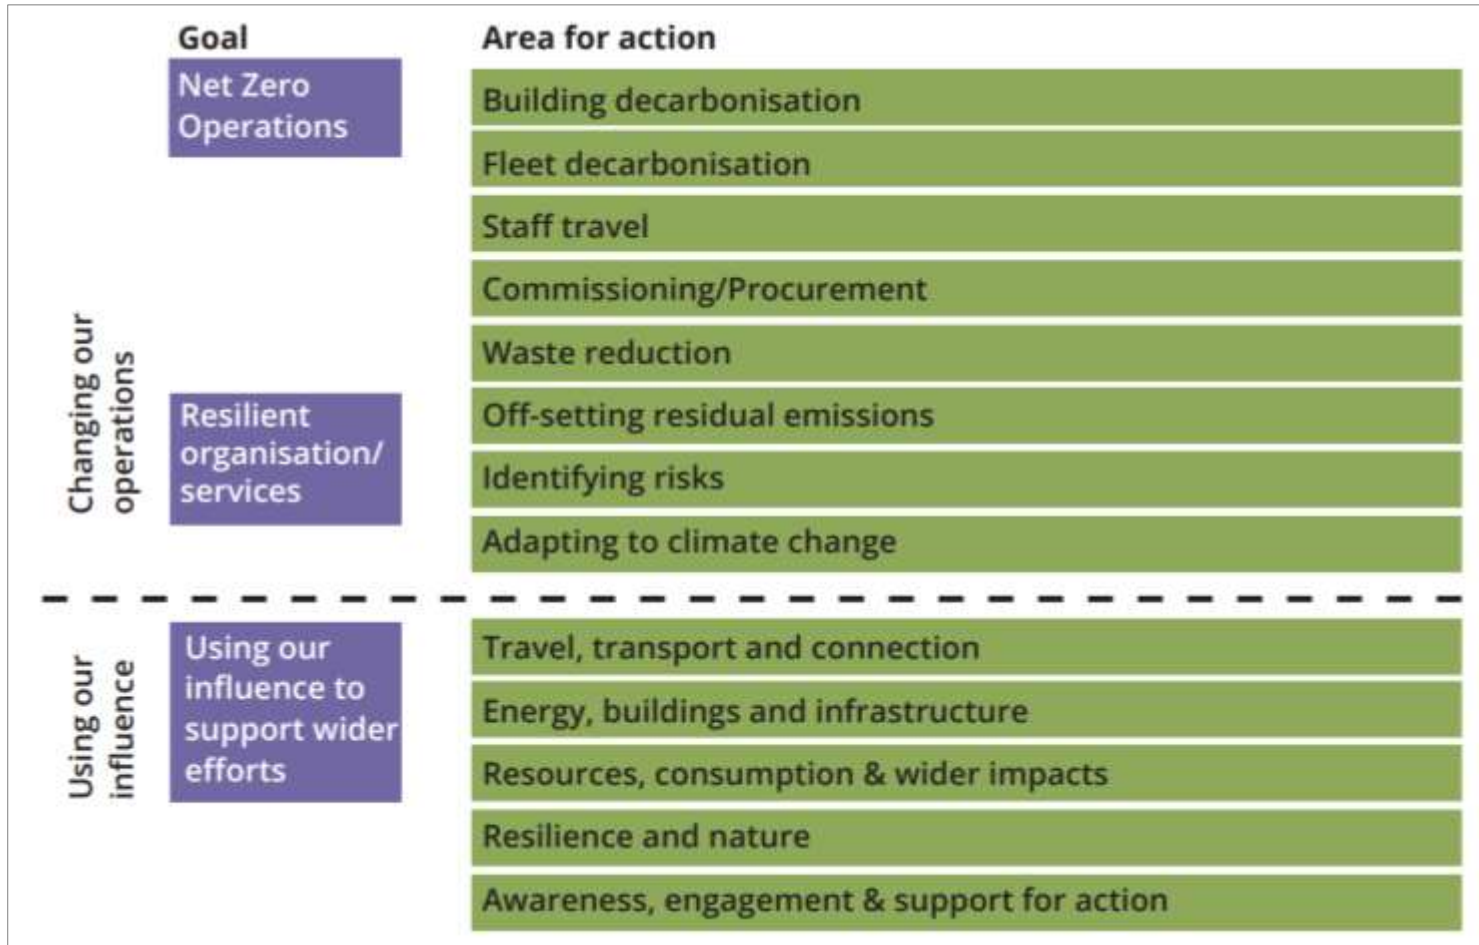 Goal
Area for action
Net Zero
Operations
Building decarbonisation
Fleet decarbonisation
Staff travel
Commissioning/Procurement
Waste reduction
Changing our
operations
Resilient
organisation/
services
Off-setting residual emissions
Identifying risks
Adapting to climate change
Using our
influence
Using our
influence to
support wider
efforts
Travel, transport and connection
Energy, buildings and infrastructure
Resources, consumption & wider impacts
Resilience and nature
Awareness, engagement & support for action